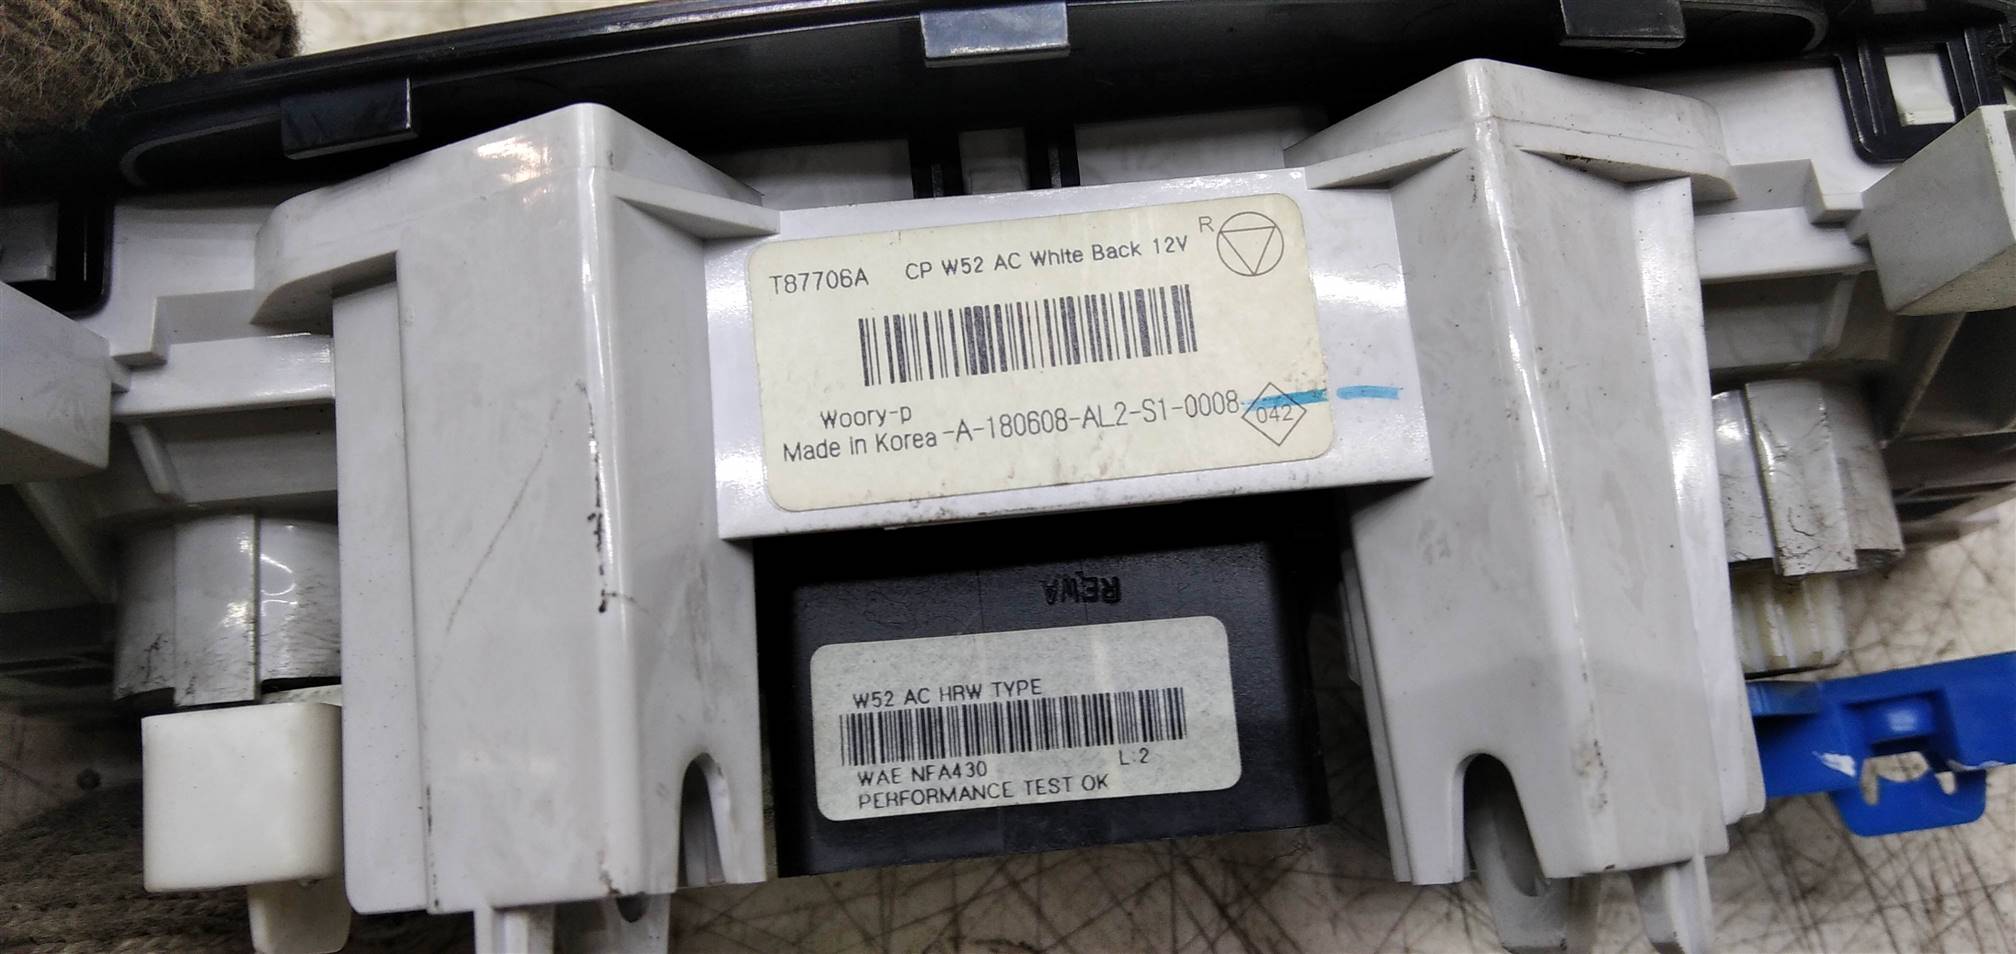 T87706A CP W52 AC White Back 12V R
Woory-p
Made in Korea -A-180608-AL2-S1-0008 042
REWA
W52 AC HRW TYPE
WAE NFA430 L:2
PERFORMANCE TEST OK